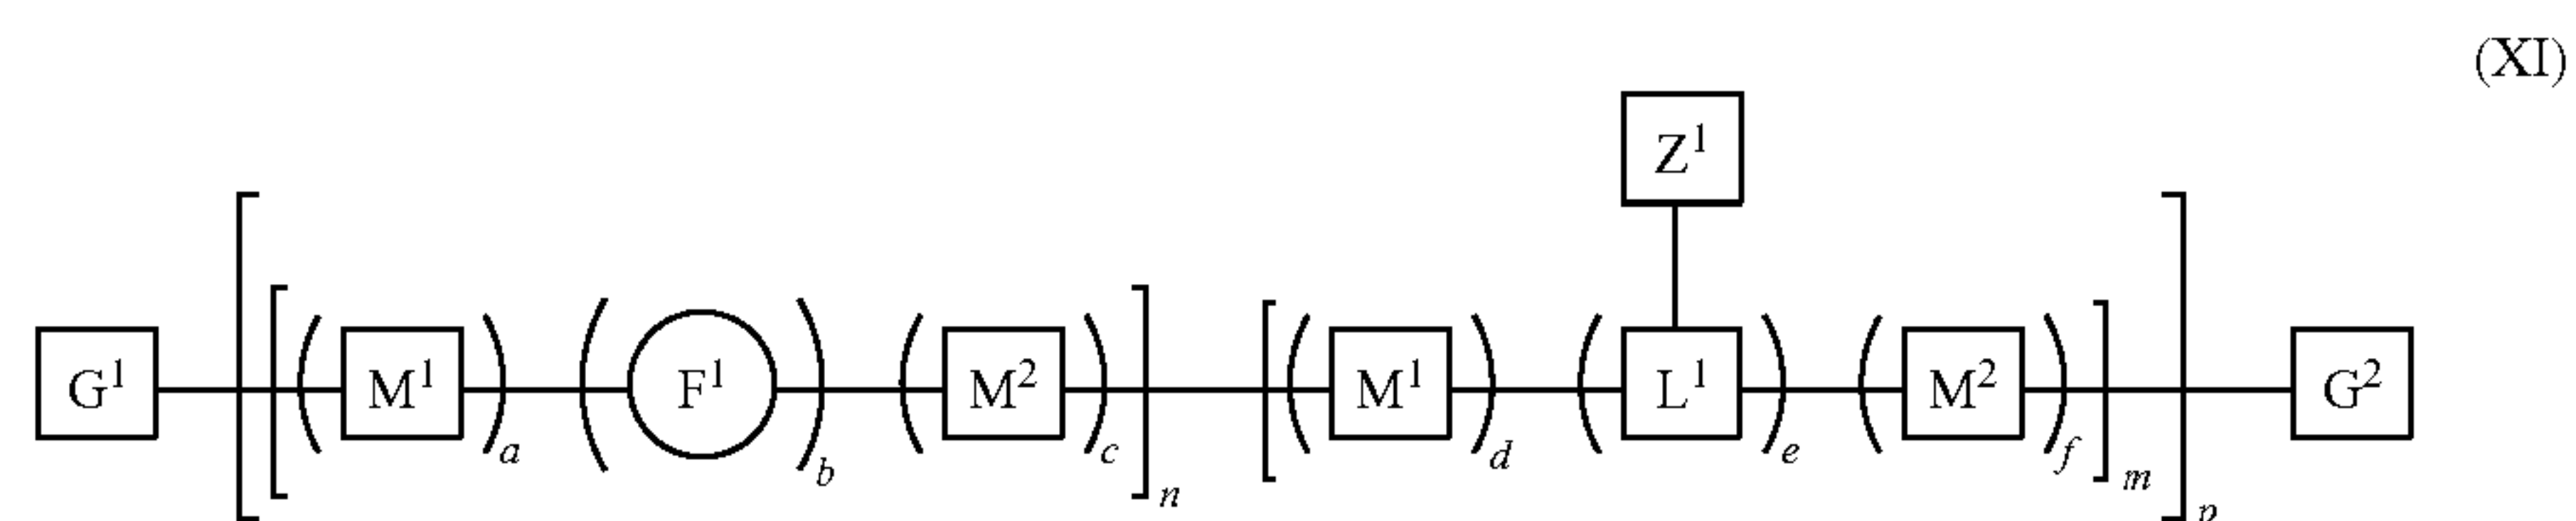 (XI)
Z¹
G¹ [ [ ( M¹ )a ( F¹ )b ( M² )c ]n [ ( M¹ )d ( L¹ )e ( M² )f ]m ]p G²